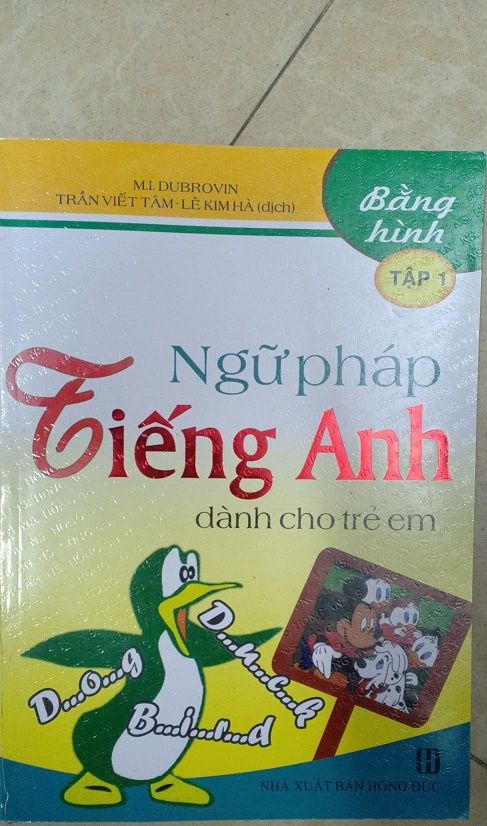 M.I. DUBROVIN
TRẦN VIẾT TÂM - LÊ KIM HÀ (dịch)
Bằng
hình
TẬP 1
Ngữ pháp
Tiếng Anh
dành cho trẻ em
D...o...g
D...u...c...k
B...i...r...d
NHÀ XUẤT BẢN HỒNG ĐỨC